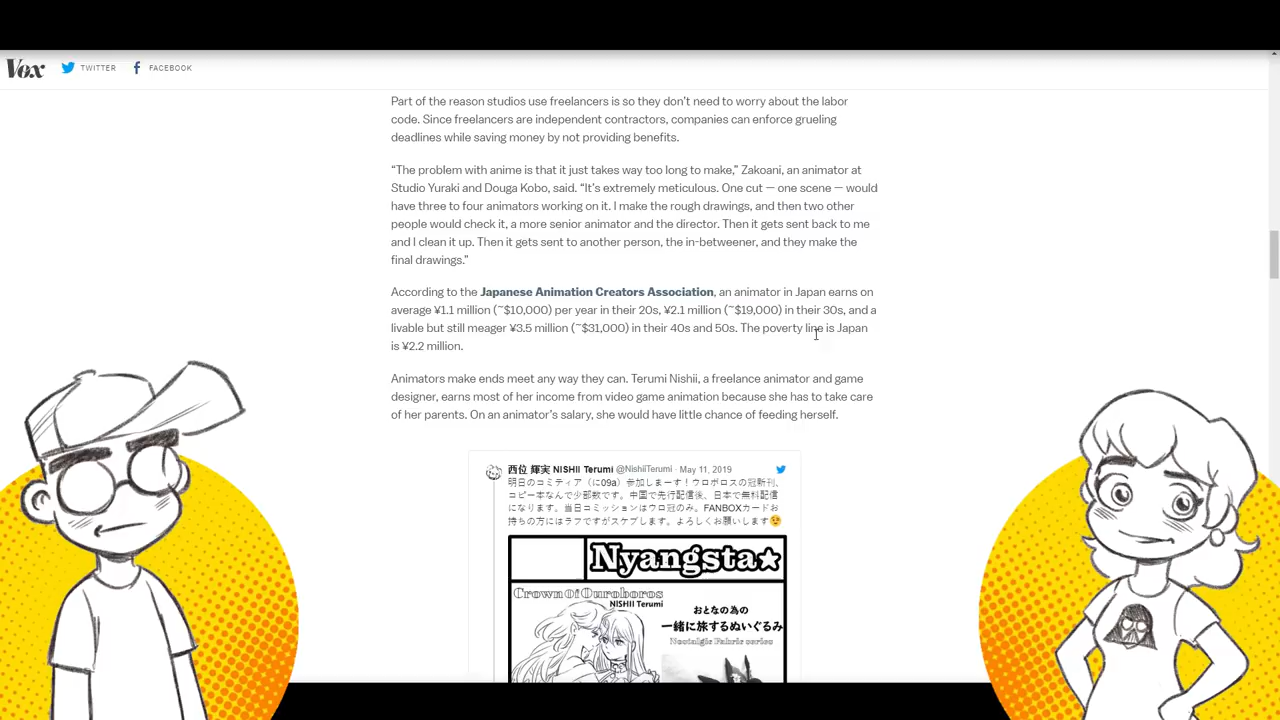 Vox
TWITTER
FACEBOOK
Part of the reason studios use freelancers is so they don’t need to worry about the labor
code. Since freelancers are independent contractors, companies can enforce grueling
deadlines while saving money by not providing benefits.
“The problem with anime is that it just takes way too long to make,” Zakoani, an animator at
Studio Yuraki and Douga Kobo, said. “It’s extremely meticulous. One cut — one scene — would
have three to four animators working on it. I make the rough drawings, and then two other
people would check it, a more senior animator and the director. Then it gets sent back to me
and I clean it up. Then it gets sent to another person, the in-betweener, and they make the
final drawings.”
According to the Japanese Animation Creators Association, an animator in Japan earns on
average ¥1.1 million (~$10,000) per year in their 20s, ¥2.1 million (~$19,000) in their 30s, and a
livable but still meager ¥3.5 million (~$31,000) in their 40s and 50s. The poverty line is Japan
is ¥2.2 million.
Animators make ends meet any way they can. Terumi Nishii, a freelance animator and game
designer, earns most of her income from video game animation because she has to take care
of her parents. On an animator’s salary, she would have little chance of feeding herself.
西位 輝実 NISHII Terumi @NishiiTerumi · May 11, 2019
明日のコミティア（に09a）参加しまーす！ウロボロスの冠新刊、
コピー本なんで少部数です。中国で先行配信後、日本で無料配信
になります。当日コミッションはウロ冠のみ。FANBOXカードお
持ちの方にはラフですがスケブします。よろしくお願いします😉
Nyangsta★
Crown Of Ouroboros
NISHII Terumi
おとなの為の
一緒に旅するぬいぐるみ
Nostalgic Fabric series